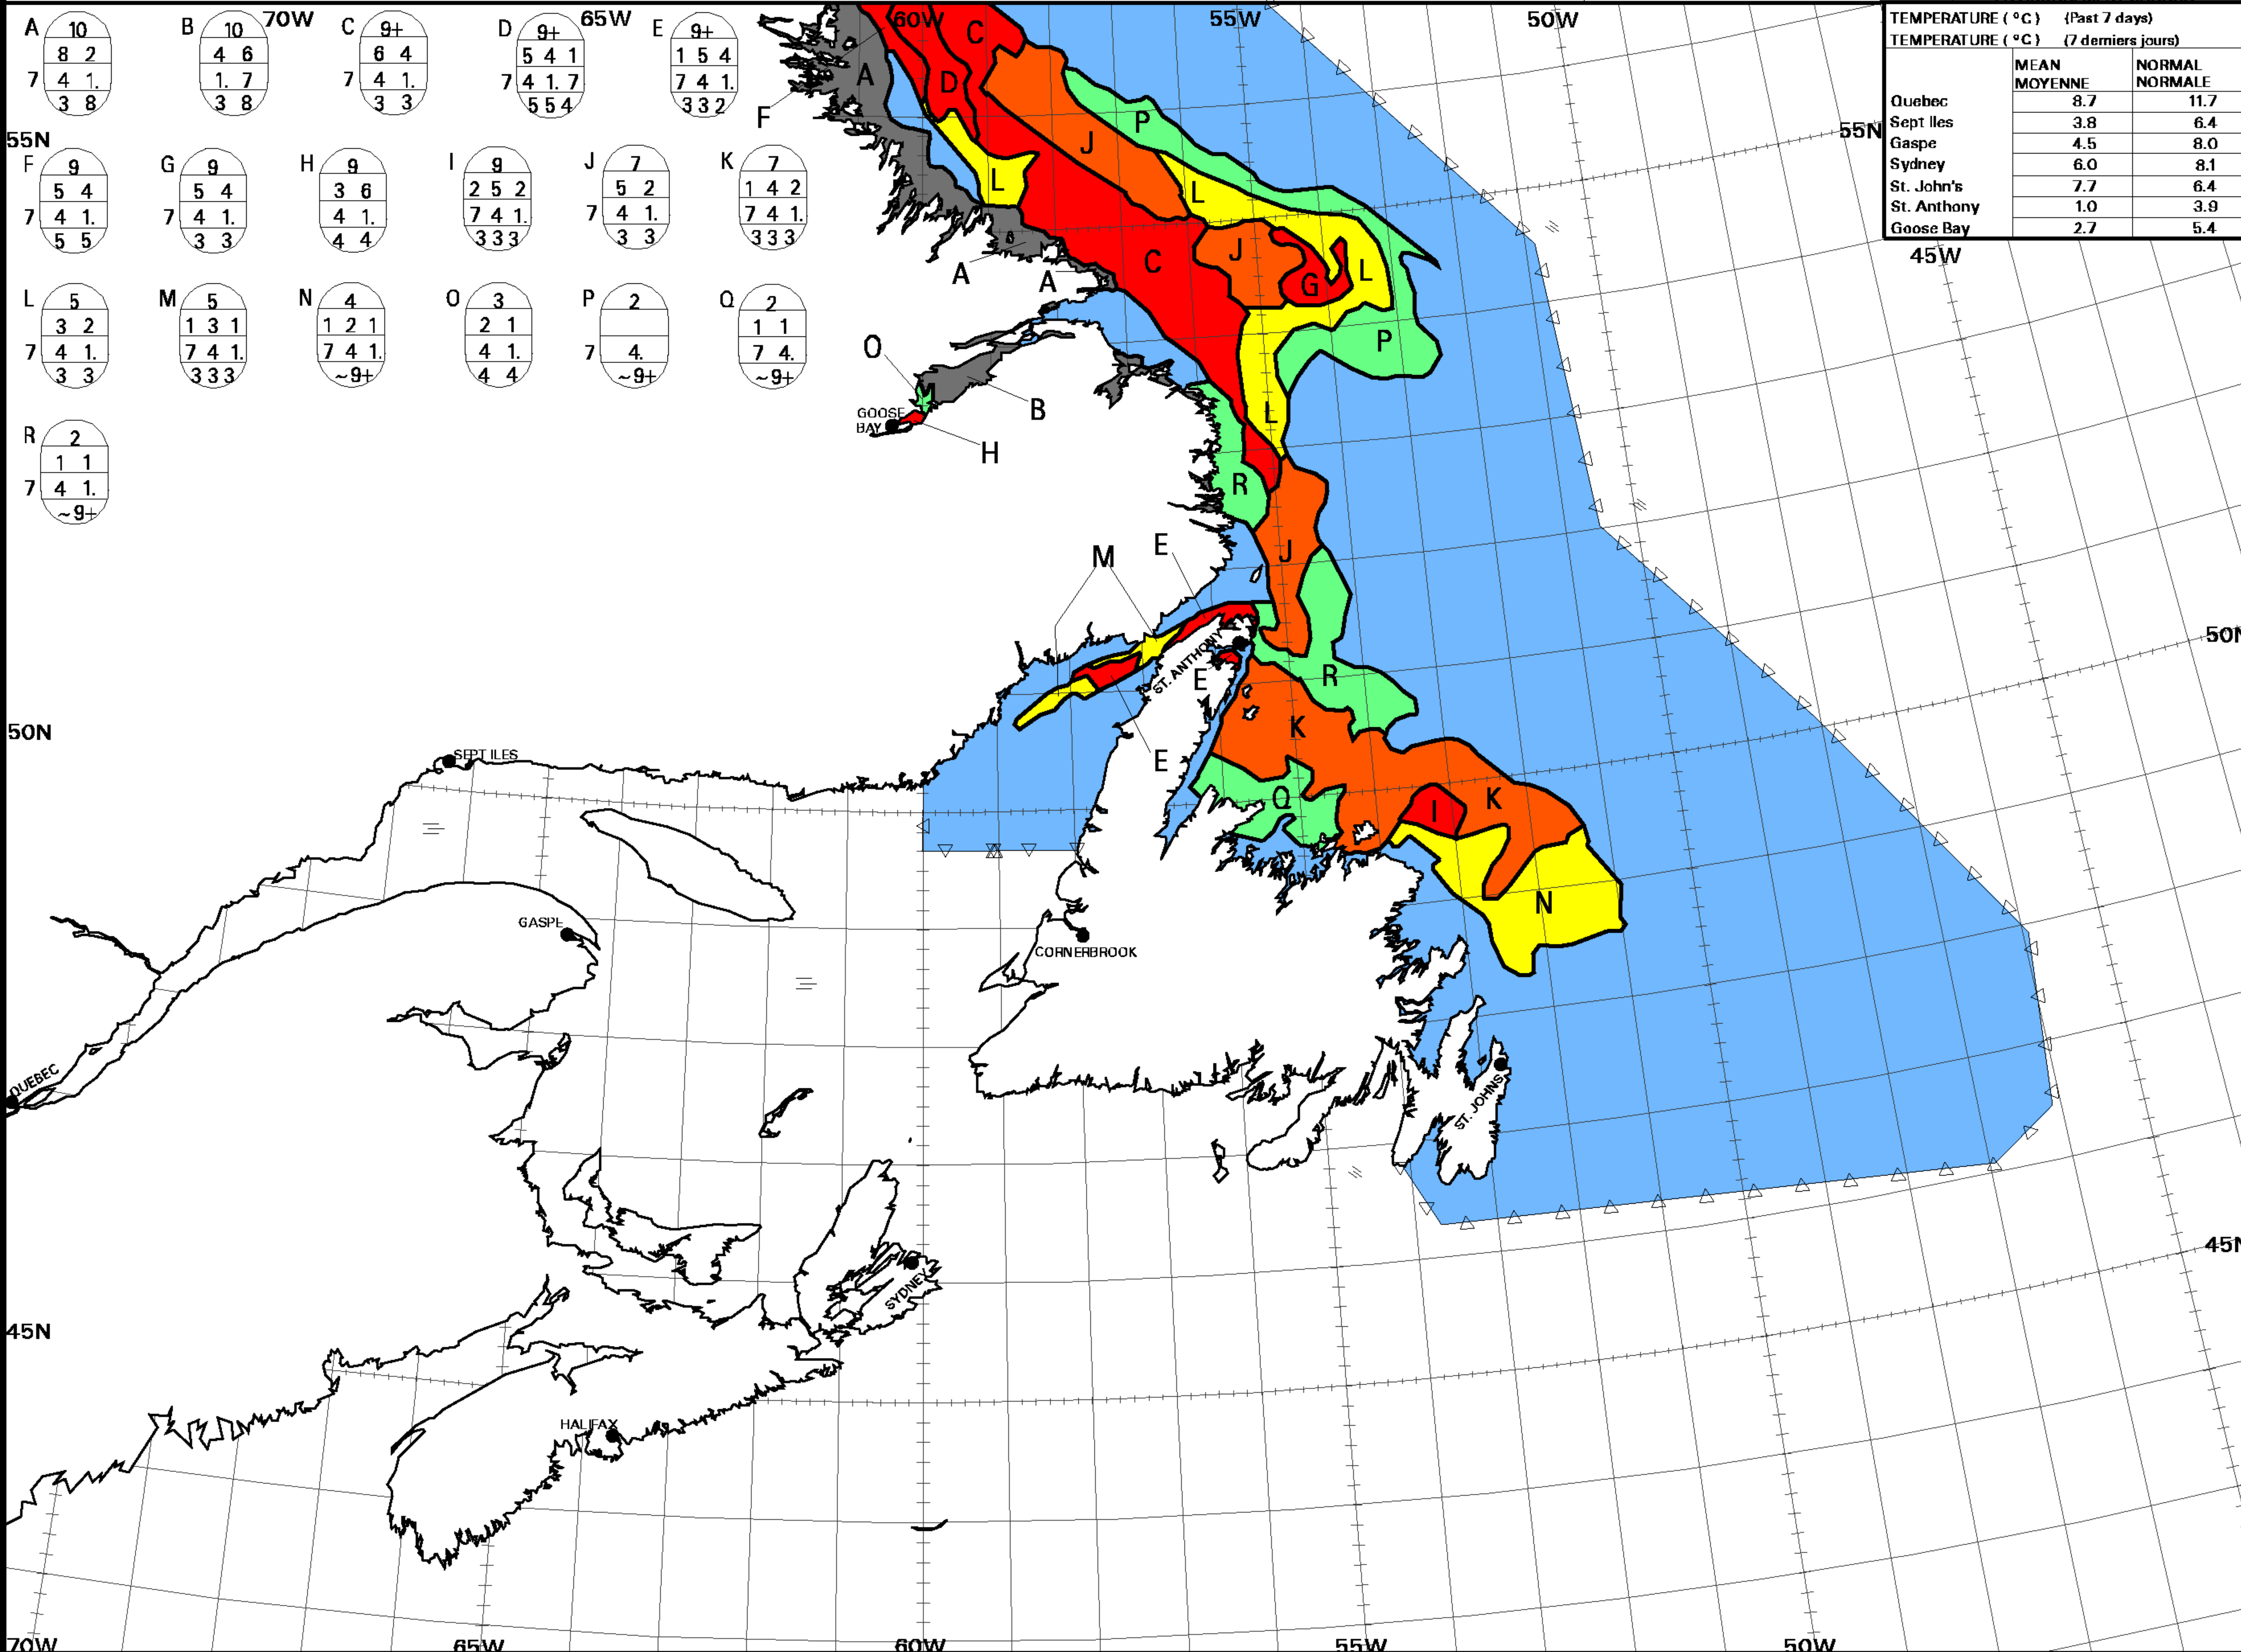 70W 65W 60W 55W 50W
A 10
8 2
7 4 1.
3 8
B 10
4 6
1. 7
3 8
C 9+
6 4
7 4 1.
3 3
D 9+
5 4 1
7 4 1. 7
5 5 4
E 9+
1 5 4
7 4 1.
3 3 2
TEMPERATURE (°C) (Past 7 days)
TEMPERATURE (°C) (7 derniers jours)
MEAN NORMAL
MOYENNE NORMALE
Quebec 8.7 11.7
Sept Iles 3.8 6.4
Gaspe 4.5 8.0
Sydney 6.0 8.1
St. John's 7.7 6.4
St. Anthony 1.0 3.9
Goose Bay 2.7 5.4
55N
55N
45W
F 9
5 4
7 4 1.
5 5
G 9
5 4
7 4 1.
3 3
H 9
3 6
4 1.
4 4
I 9
2 5 2
7 4 1.
3 3 3
J 7
5 2
7 4 1.
3 3
K 7
1 4 2
7 4 1.
3 3 3
L 5
3 2
7 4 1.
3 3
M 5
1 3 1
7 4 1.
3 3 3
N 4
1 2 1
7 4 1.
~9+
O 3
2 1
4 1.
4 4
P 2
7 4.
~9+
Q 2
1 1
7 4.
~9+
R 2
1 1
7 4 1.
~9+
C
A
D
F
P
J
L
L
C
J
G
L
A
A
P
O
B
L
GOOSE
BAY
H
R
J
M
E
ST. ANTHONY
E
R
50N
50N
K
E
SEPT ILES
Q
I
K
N
GASPE
CORNERBROOK
QUEBEC
ST. JOHNS
SYDNEY
45N
45N
HALIFAX
70W 65W 60W 55W 50W